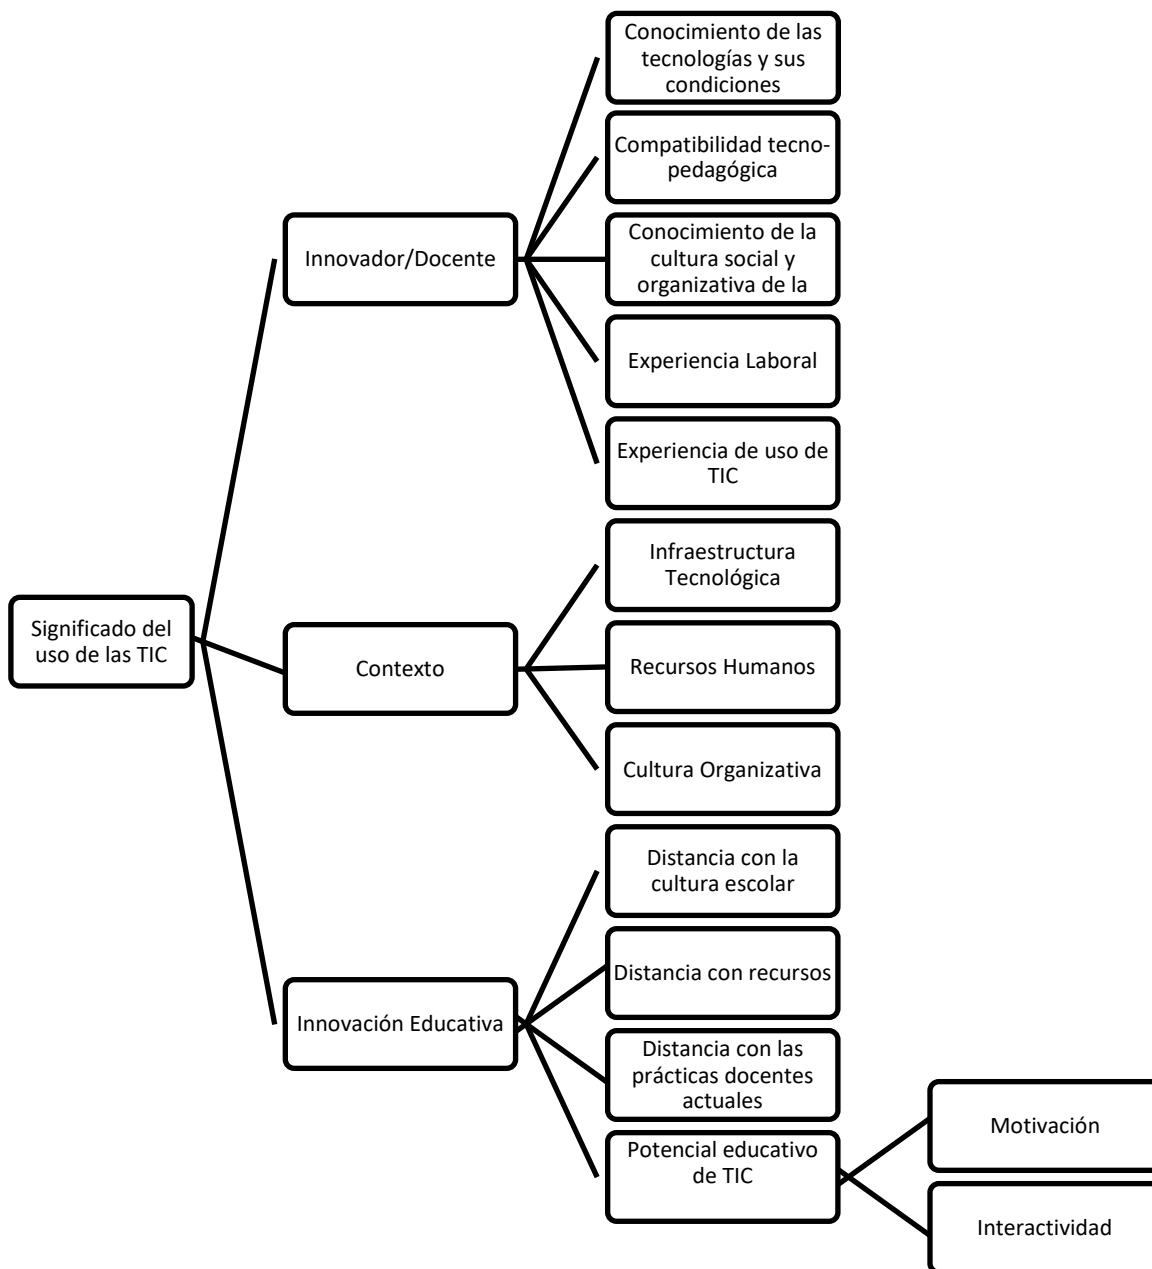 Conocimiento de las
tecnologías y sus
condiciones
Compatibilidad tecno-
pedagógica
Innovador/Docente
Conocimiento de la
cultura social y
organizativa de la
Experiencia Laboral
Experiencia de uso de
TIC
Significado del
uso de las TIC
Contexto
Infraestructura
Tecnológica
Recursos Humanos
Cultura Organizativa
Innovación Educativa
Distancia con la
cultura escolar
Distancia con recursos
Distancia con las
prácticas docentes
actuales
Potencial educativo
de TIC
Motivación
Interactividad